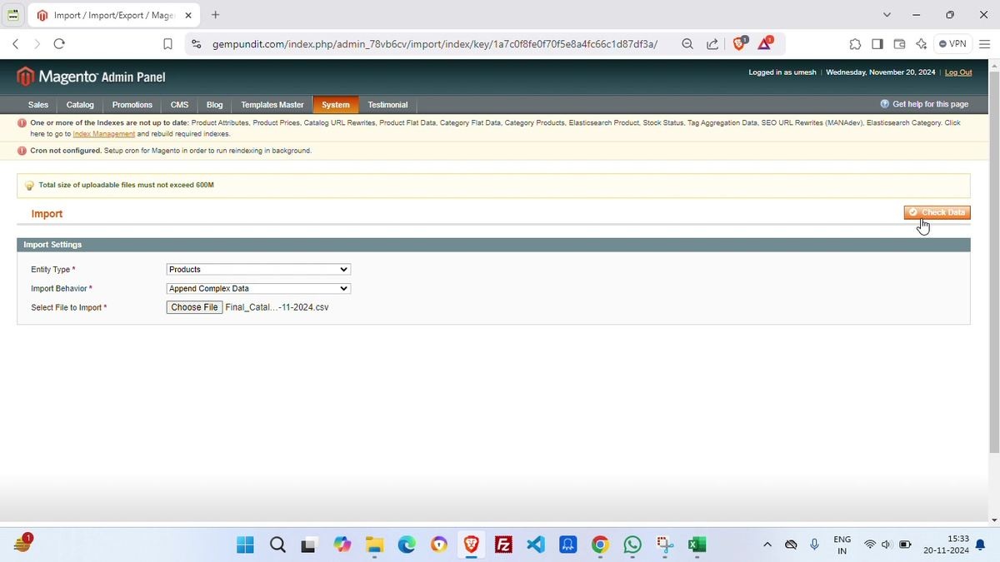 Import / Import/Export / Mage
gempundit.com/index.php/admin_78vb6cv/import/index/key/1a7c0f8fe0f70f5e8a4fc66c1d87df3a/
1
1
VPN
Magento Admin Panel
Logged in as umesh | Wednesday, November 20, 2024 | Log Out
Sales Catalog Promotions CMS Blog Templates Master System Testimonial Get help for this page
One or more of the Indexes are not up to date: Product Attributes, Product Prices, Catalog URL Rewrites, Product Flat Data, Category Flat Data, Category Products, Elasticsearch Product, Stock Status, Tag Aggregation Data, SEO URL Rewrites (MANAdev), Elasticsearch Category. Click
here to go to Index Management and rebuild required indexes.
Cron not configured. Setup cron for Magento in order to run reindexing in background.
Total size of uploadable files must not exceed 600M
Import
Check Data
Import Settings
Entity Type * Products
Import Behavior * Append Complex Data
Select File to Import * Choose File Final_Catal...-11-2024.csv
1
ENG
IN
15:33
20-11-2024